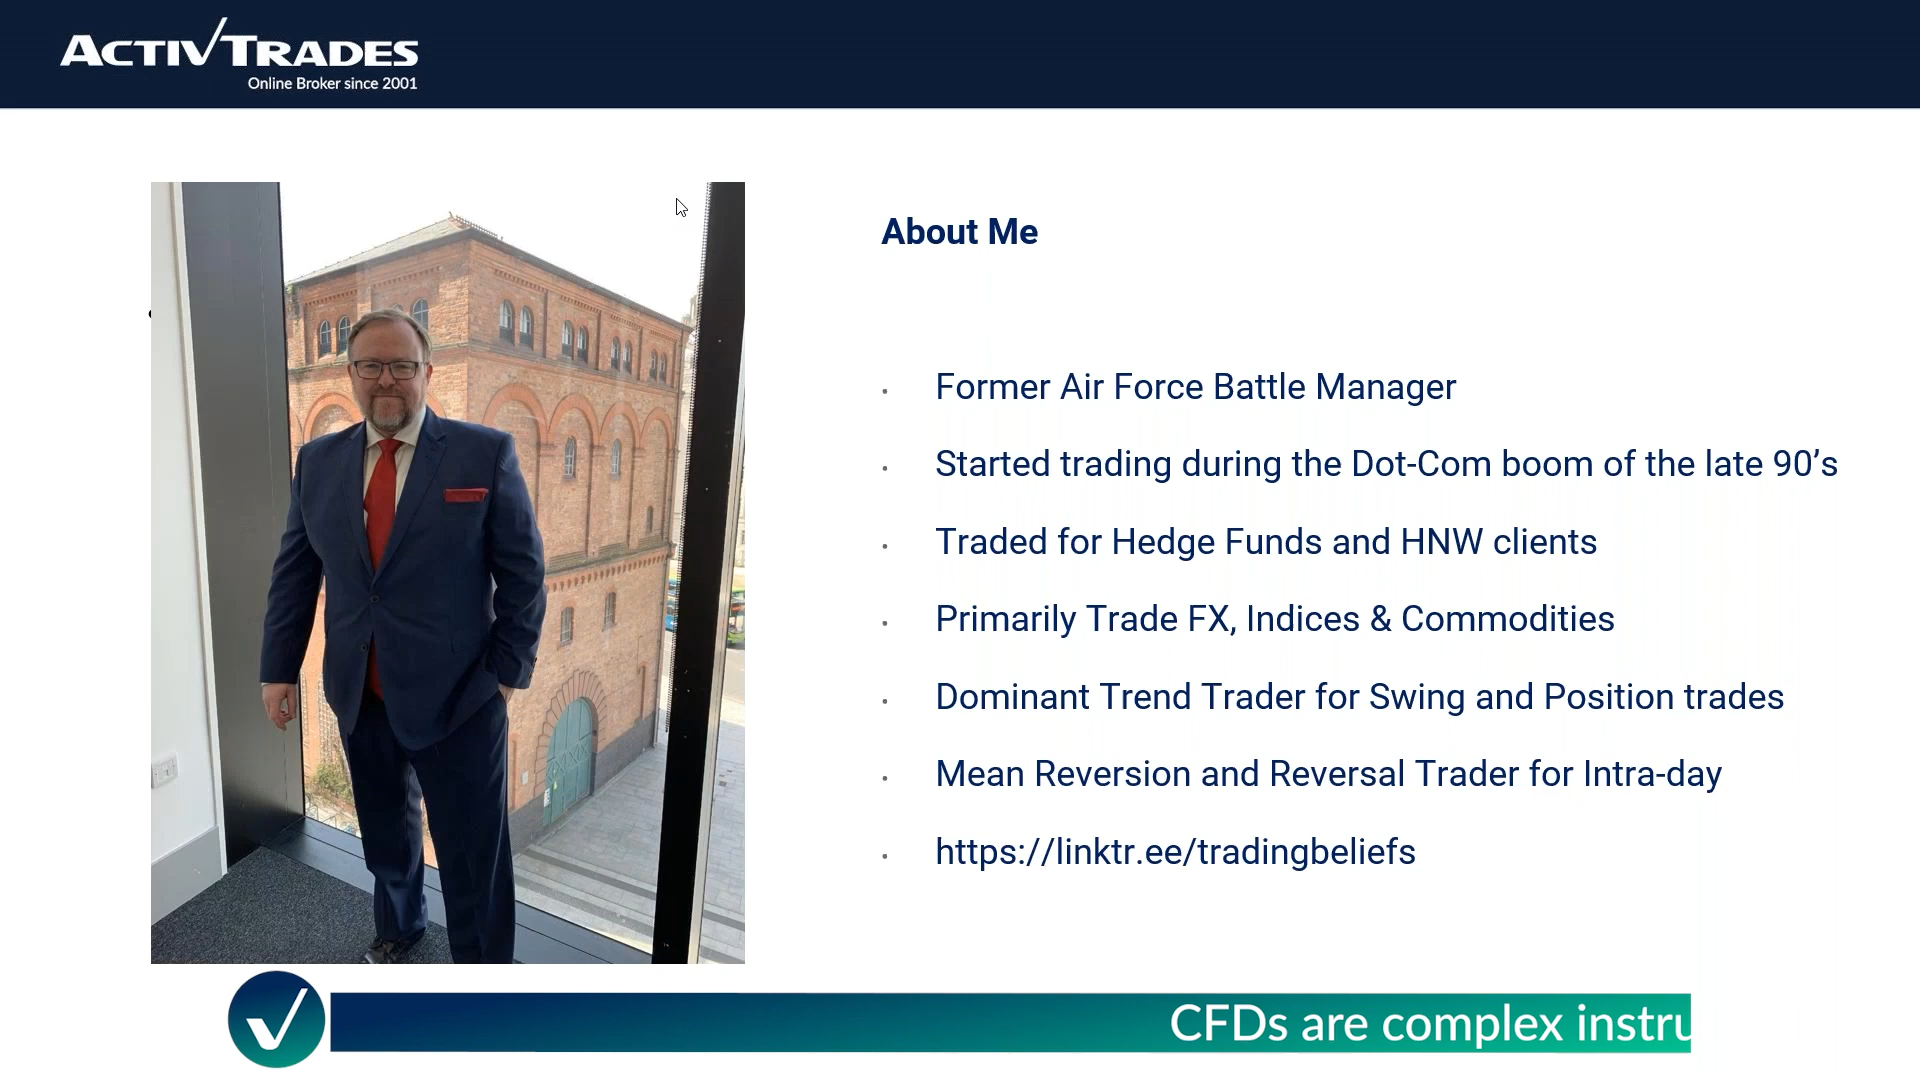 ACTIVTRADES
Online Broker since 2001
About Me
Former Air Force Battle Manager
Started trading during the Dot-Com boom of the late 90’s
Traded for Hedge Funds and HNW clients
Primarily Trade FX, Indices & Commodities
Dominant Trend Trader for Swing and Position trades
Mean Reversion and Reversal Trader for Intra-day
https://linktr.ee/tradingbeliefs
CFDs are complex instru